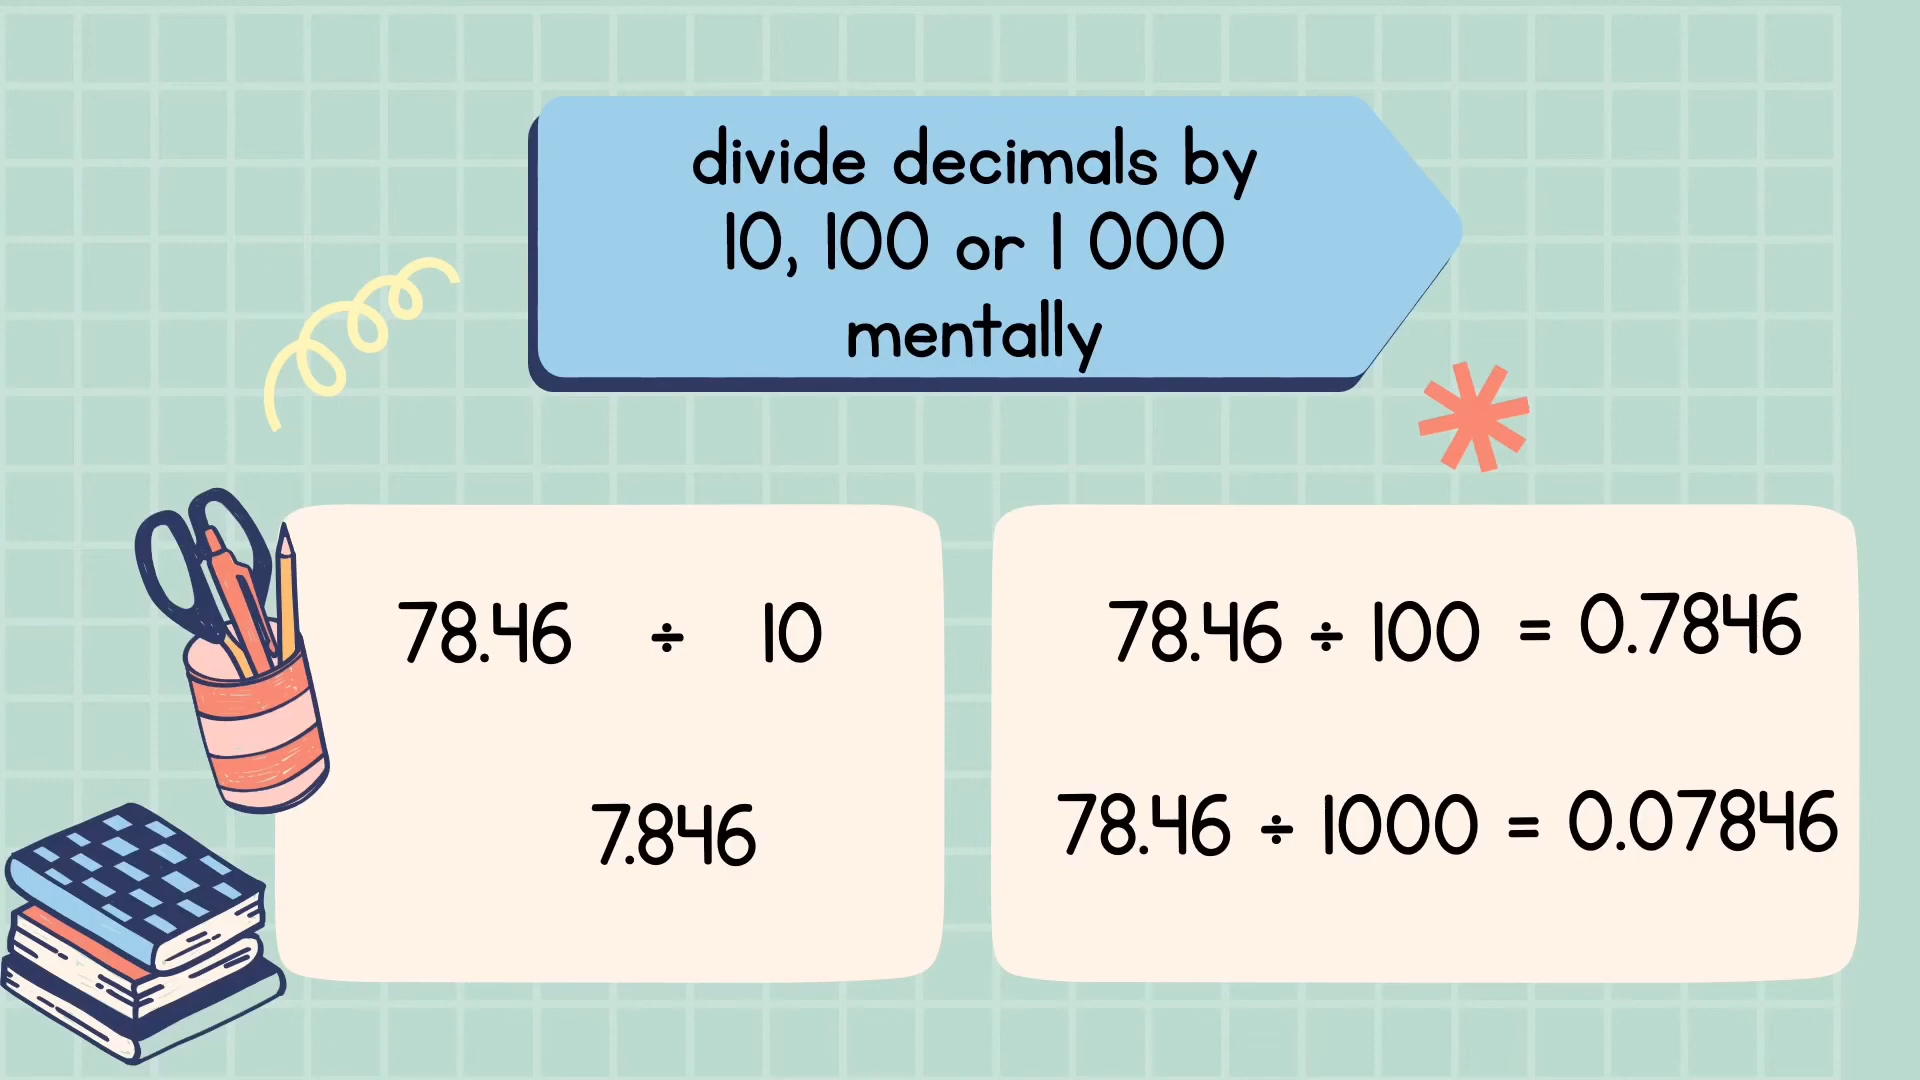 divide decimals by
10, 100 or 1 000
mentally
78.46 ÷ 10
7.846
78.46 ÷ 100 = 0.7846
78.46 ÷ 1000 = 0.07846